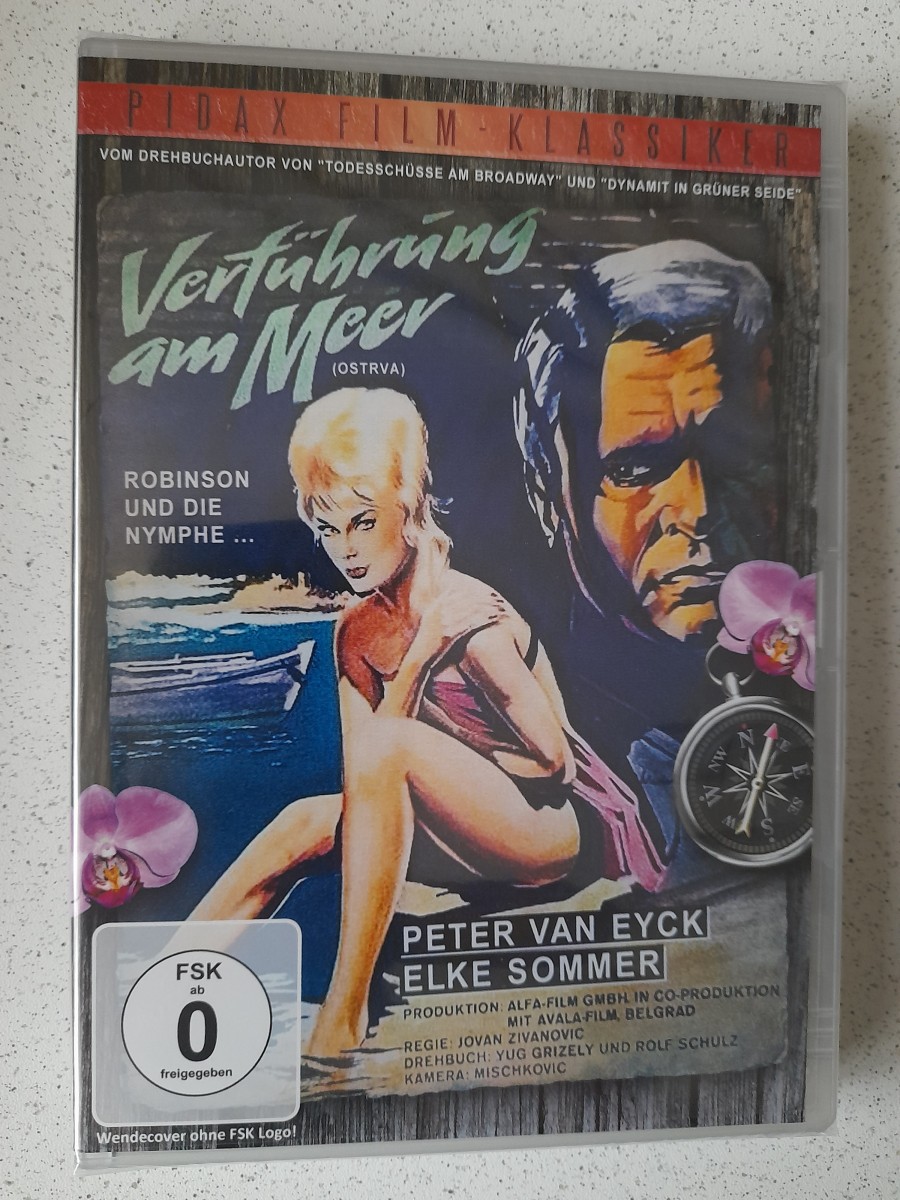 PIDAX FILM-KLASSIKER
VOM DREHBUCHAUTOR VON "TODESSCHÜSSE AM BROADWAY" UND "DYNAMIT IN GRÜNER SEIDE"
Verführung
am Meer
(OSTRVA)
ROBINSON
UND DIE
NYMPHE ...
N
E
E
SE
S
W
W
NW
PETER VAN EYCK
ELKE SOMMER
PRODUKTION: ALFA-FILM GMBH. IN CO-PRODUKTION
MIT AVALA-FILM, BELGRAD
REGIE: JOVAN ZIVANOVIC
DREHBUCH: YUG GRIZELY UND ROLF SCHULZ
KAMERA: MISCHKOVIC
FSK
ab
0
freigegeben
Wendecover ohne FSK Logo!